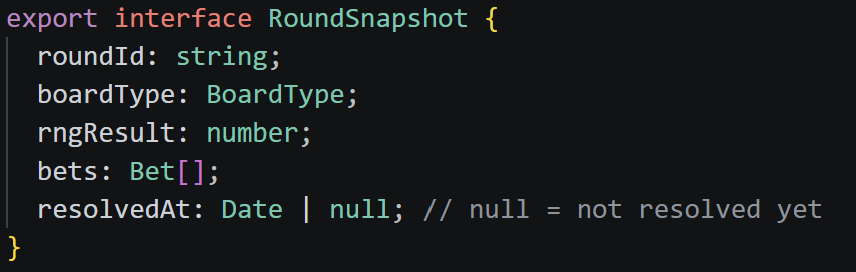 export interface RoundSnapshot {
  roundId: string;
  boardType: BoardType;
  rngResult: number;
  bets: Bet[];
  resolvedAt: Date | null; // null = not resolved yet
}